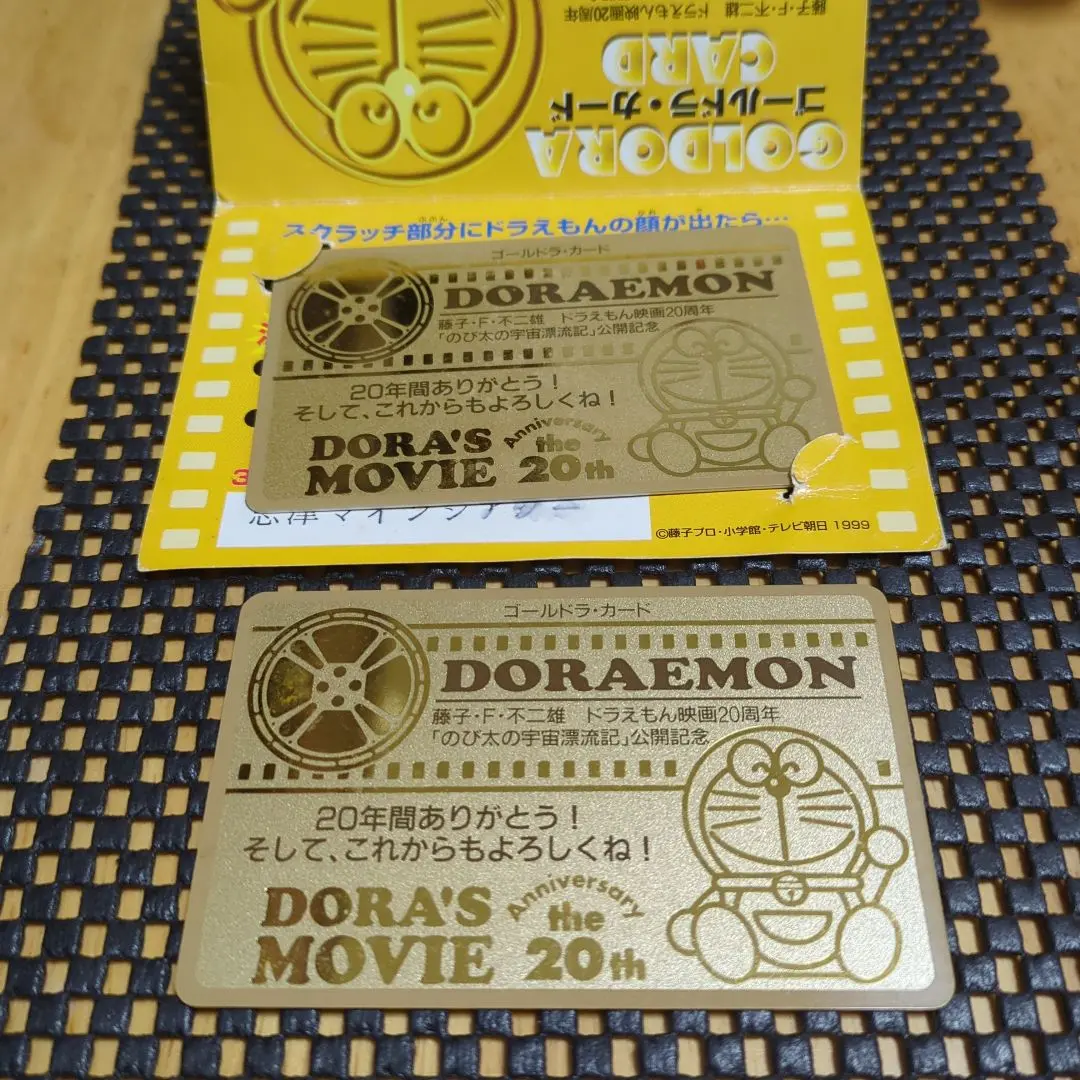 藤子・F・不二雄 ドラえもん映画20周年
GOLDORA
ゴールドラ・カード
CARD
スクラッチ部分にドラえもんの顔が出たら…
ゴールドラ・カード
DORAEMON
藤子・F・不二雄 ドラえもん映画20周年
「のび太の宇宙漂流記」公開記念
20年間ありがとう!
そして、これからもよろしくね!
DORA'S
MOVIE
Anniversary
the
20th
3
©藤子プロ・小学館・テレビ朝日 1999
ゴールドラ・カード
DORAEMON
藤子・F・不二雄 ドラえもん映画20周年
「のび太の宇宙漂流記」公開記念
20年間ありがとう!
そして、これからもよろしくね!
DORA'S
MOVIE
Anniversary
the
20th